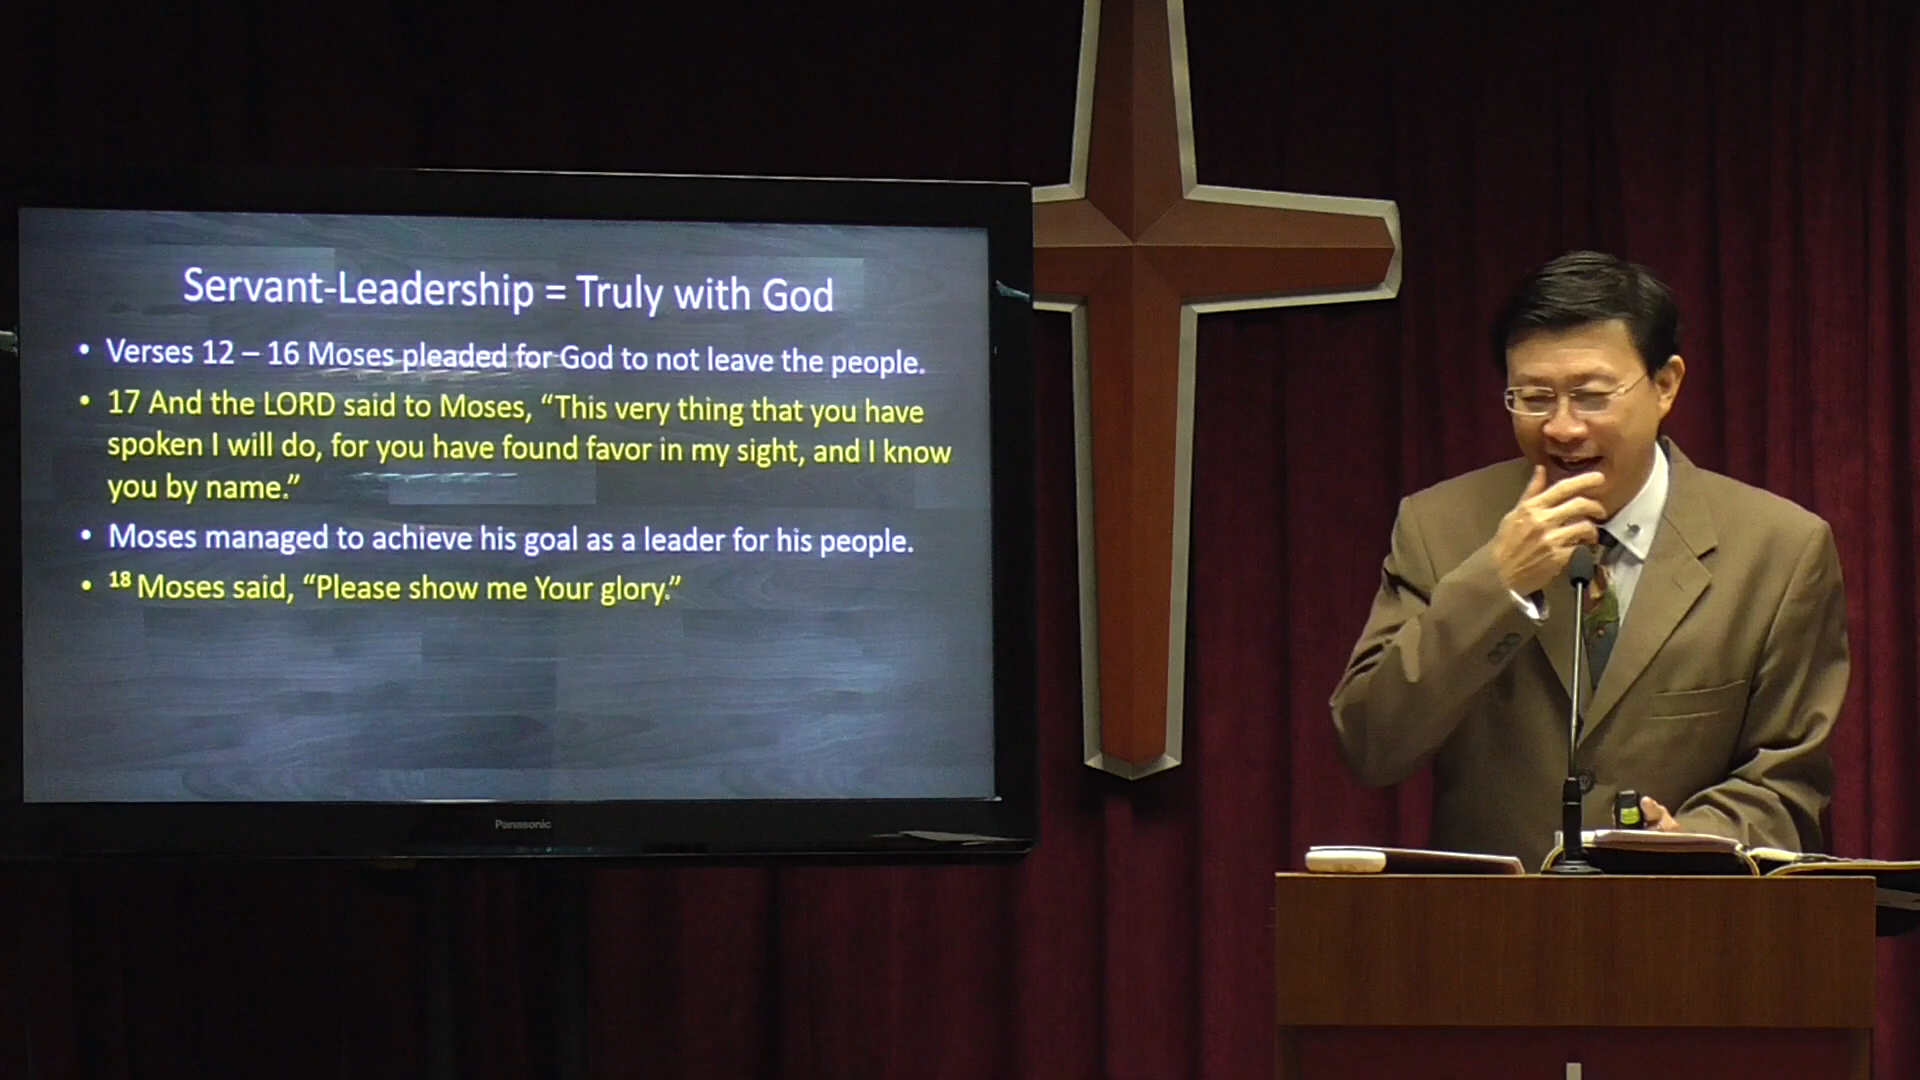 Servant-Leadership = Truly with God
• Verses 12 – 16 Moses pleaded for God to not leave the people.
• 17 And the LORD said to Moses, “This very thing that you have
spoken I will do, for you have found favor in my sight, and I know
you by name.”
• Moses managed to achieve his goal as a leader for his people.
• 18 Moses said, “Please show me Your glory.”
Panasonic